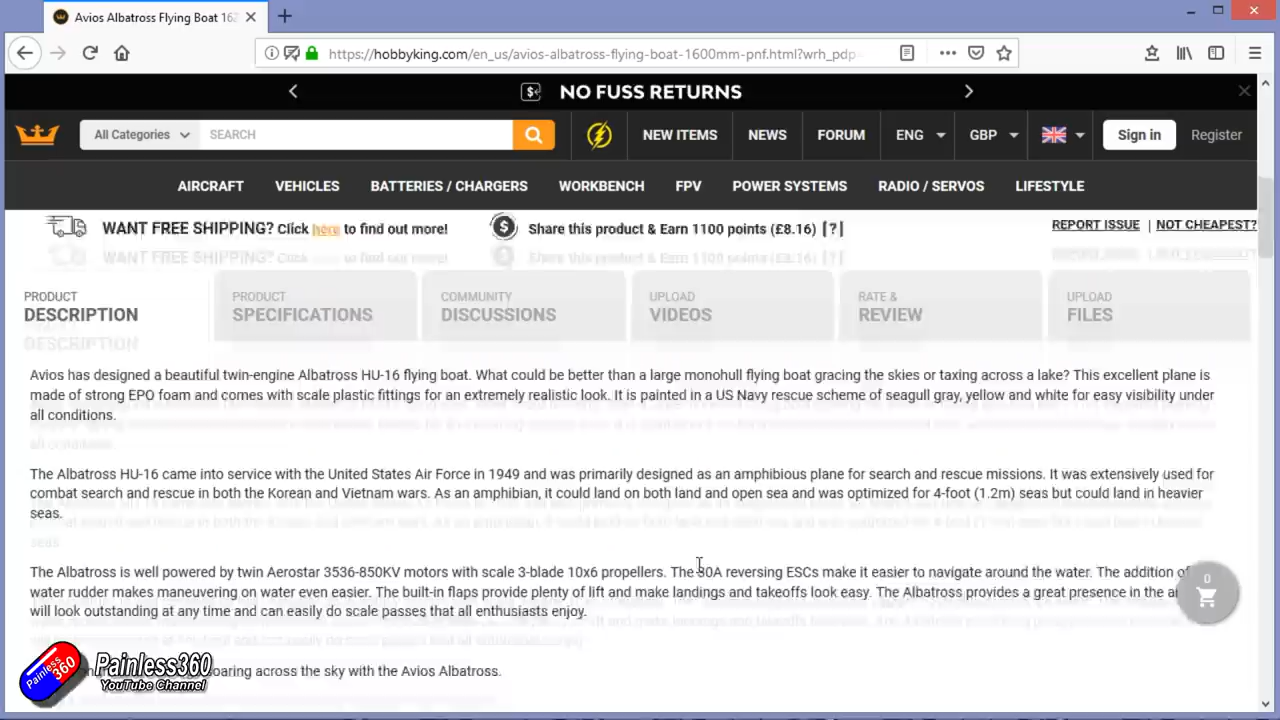 Avios Albatross Flying Boat 162
https://hobbyking.com/en_us/avios-albatross-flying-boat-1600mm-pnf.html?wrh_pdp
NO FUSS RETURNS
All Categories SEARCH NEW ITEMS NEWS FORUM ENG GBP Sign in Register
AIRCRAFT VEHICLES BATTERIES / CHARGERS WORKBENCH FPV POWER SYSTEMS RADIO / SERVOS LIFESTYLE
WANT FREE SHIPPING? Click here to find out more! Share this product & Earn 1100 points (£8.16) [?] REPORT ISSUE | NOT CHEAPEST?
PRODUCT PRODUCT COMMUNITY UPLOAD RATE & UPLOAD
DESCRIPTION SPECIFICATIONS DISCUSSIONS VIDEOS REVIEW FILES
Avios has designed a beautiful twin-engine Albatross HU-16 flying boat. What could be better than a large monohull flying boat gracing the skies or taxing across a lake? This excellent plane is
made of strong EPO foam and comes with scale plastic fittings for an extremely realistic look. It is painted in a US Navy rescue scheme of seagull gray, yellow and white for easy visibility under
all conditions.
The Albatross HU-16 came into service with the United States Air Force in 1949 and was primarily designed as an amphibious plane for search and rescue missions. It was extensively used for
combat search and rescue in both the Korean and Vietnam wars. As an amphibian, it could land on both land and open sea and was optimized for 4-foot (1.2m) seas but could land in heavier
seas.
The Albatross is well powered by twin Aerostar 3536-850KV motors with scale 3-blade 10x6 propellers. The 30A reversing ESCs make it easier to navigate around the water. The addition of
water rudder makes maneuvering on water even easier. The built-in flaps provide plenty of lift and make landings and takeoffs look easy. The Albatross provides a great presence in the
will look outstanding at any time and can easily do scale passes that all enthusiasts enjoy.
across the sky with the Avios Albatross.
0
Painless360
Painless360
YouTube Channel